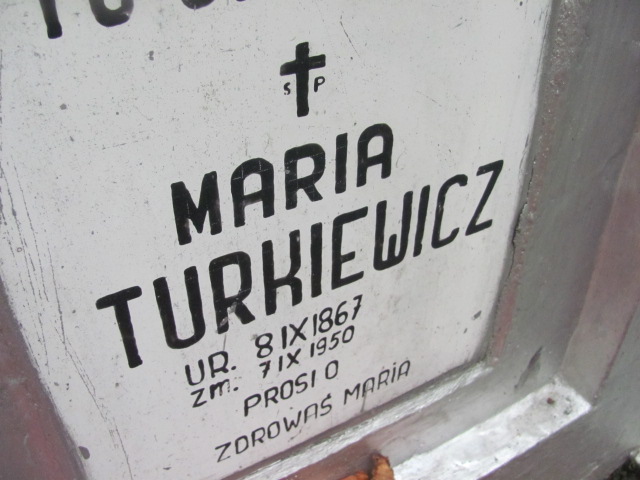 S P
MARIA
TURKIEWICZ
UR. 8 IX 1867
zm. 7 IX 1950
PROSI O
ZDROWAŚ MARIA